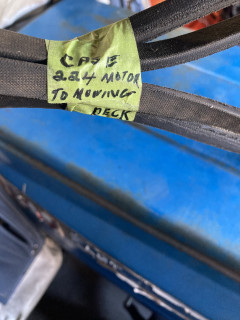 CASE
224 MOTOR
TO MOWING
DECK